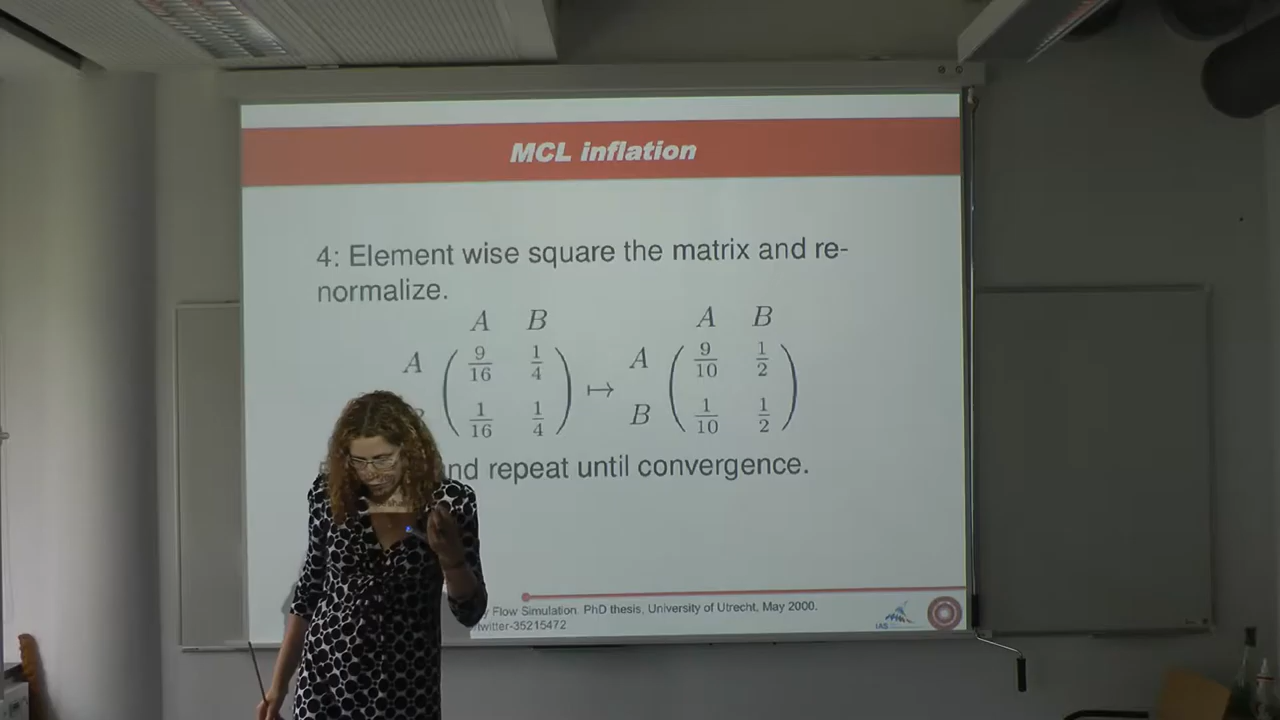 MCL inflation
4: Element wise square the matrix and re-
normalize.
A B A B
A ( 9/16 1/4 ) ↦ A ( 9/10 1/2 )
( 1/16 1/4 ) B ( 1/10 1/2 )
nd repeat until convergence.
Flow Simulation. PhD thesis, University of Utrecht, May 2000.
twitter-35215472
IAS